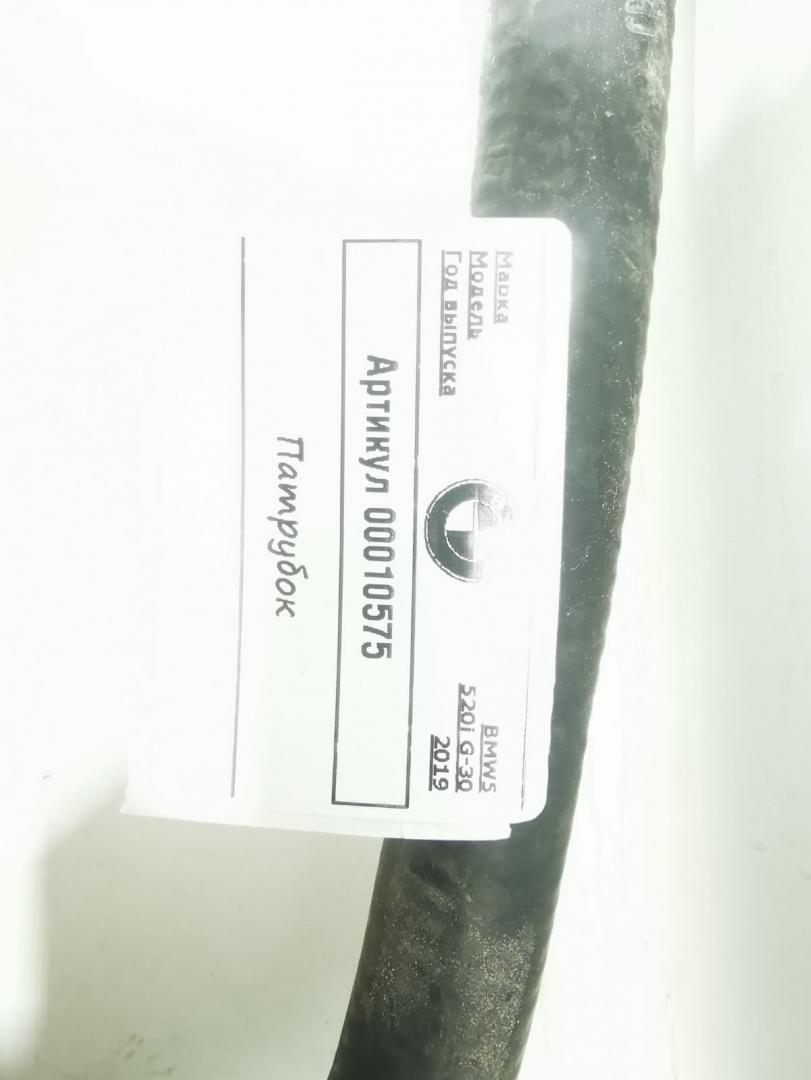 Марка BMW5
Модель 520i G-30
Год выпуска 2019
Артикул 00010575
Патрубок